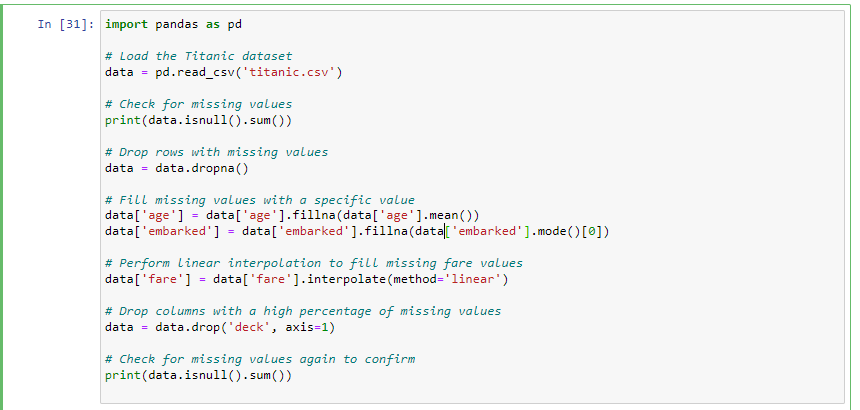 In [31]: import pandas as pd
# Load the Titanic dataset
data = pd.read_csv('titanic.csv')
# Check for missing values
print(data.isnull().sum())
# Drop rows with missing values
data = data.dropna()
# Fill missing values with a specific value
data['age'] = data['age'].fillna(data['age'].mean())
data['embarked'] = data['embarked'].fillna(data['embarked'].mode()[0])
# Perform linear interpolation to fill missing fare values
data['fare'] = data['fare'].interpolate(method='linear')
# Drop columns with a high percentage of missing values
data = data.drop('deck', axis=1)
# Check for missing values again to confirm
print(data.isnull().sum())